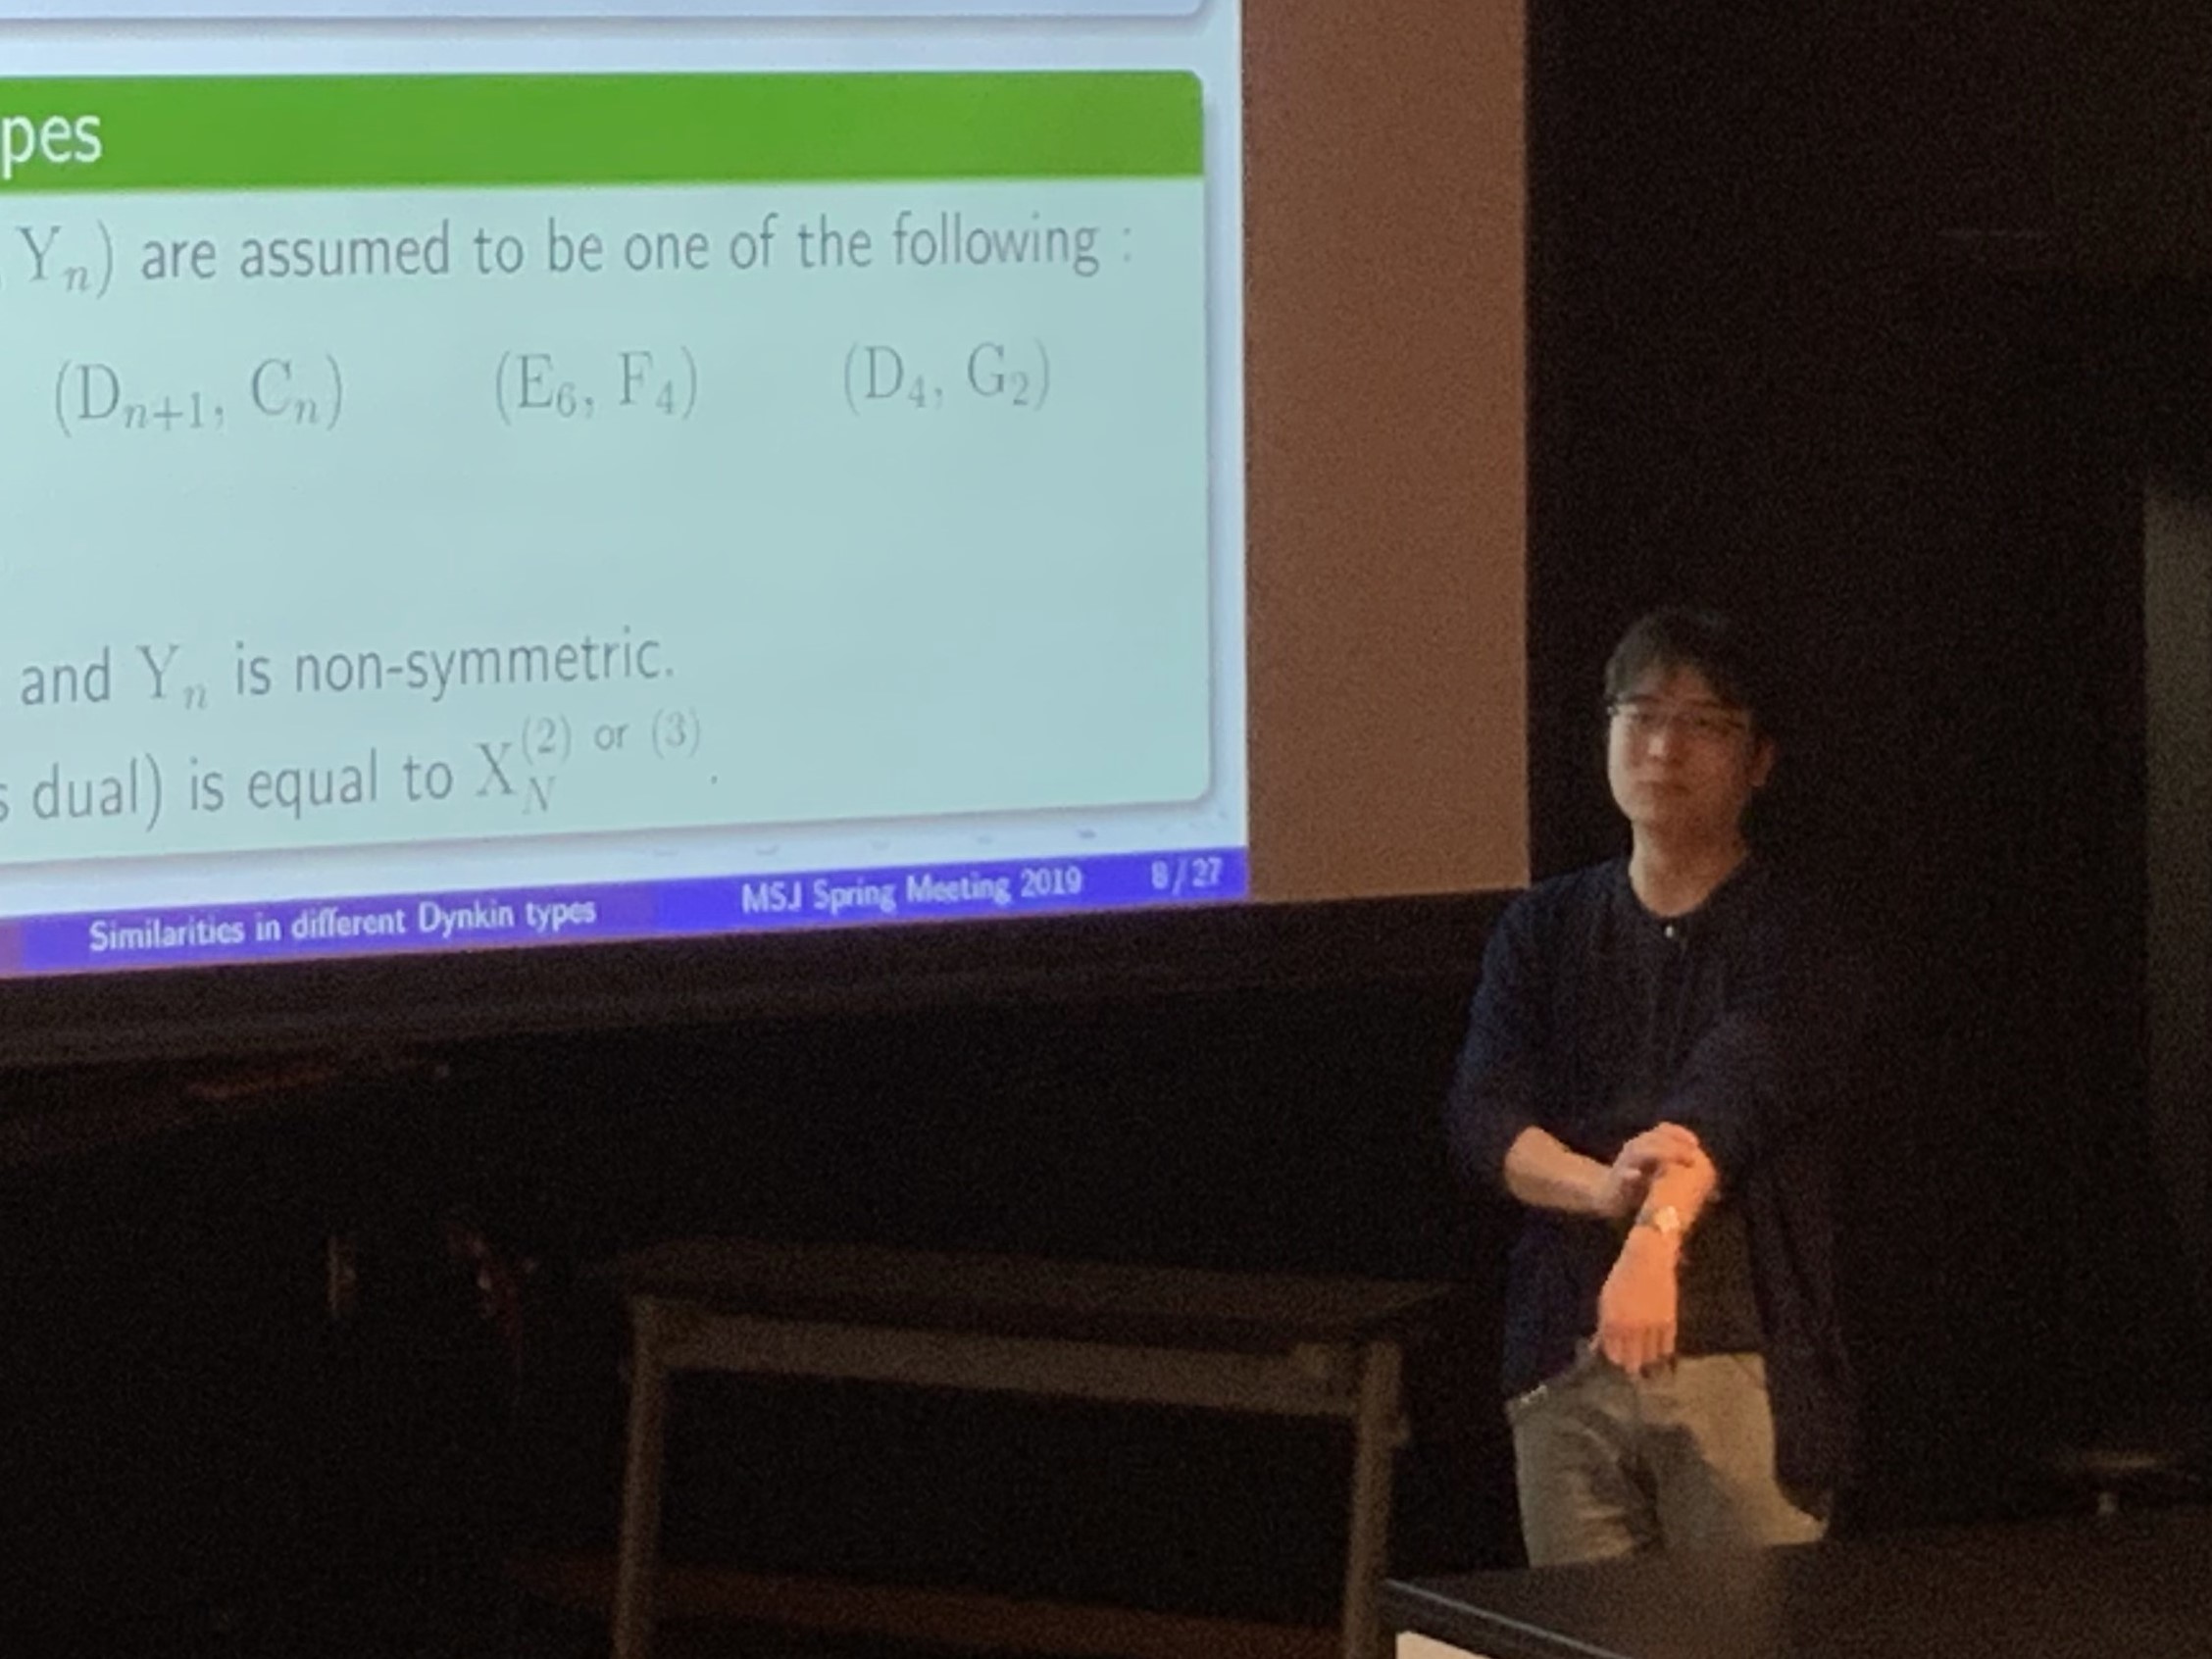 pes
Y_n) are assumed to be one of the following :
(D_{n+1}, C_n) (E_6, F_4) (D_4, G_2)
and Y_n is non-symmetric.
s dual) is equal to X_N^{(2) or (3)}.
Similarities in different Dynkin types MSJ Spring Meeting 2019 8 / 27